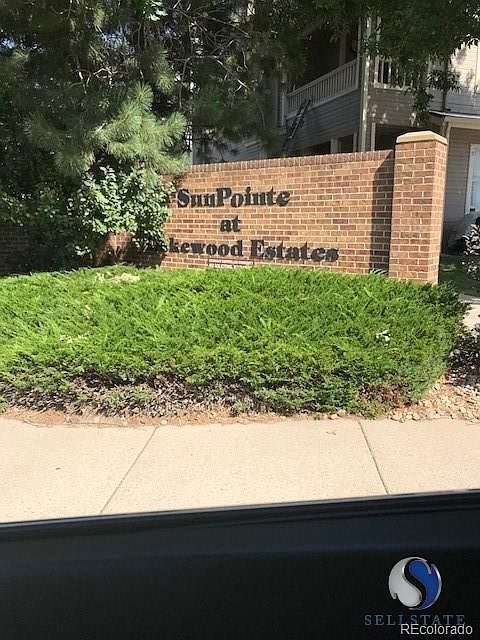 SunPointe
at
kewood Estates
SELLSTATE
REcolorado